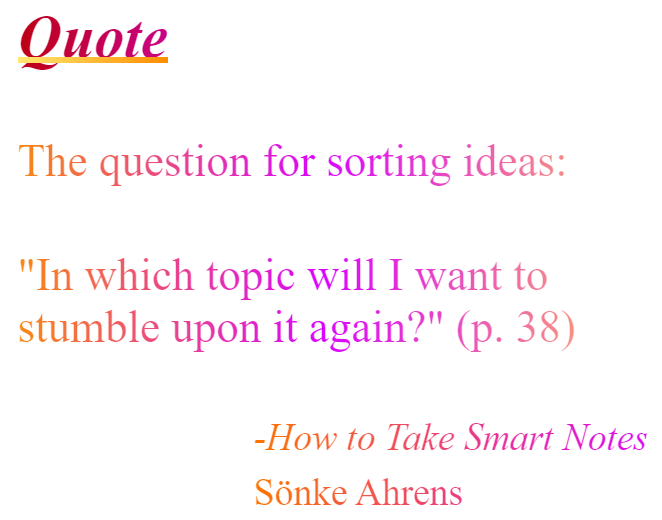 Quote
The question for sorting ideas:
"In which topic will I want to
stumble upon it again?" (p. 38)
-How to Take Smart Notes
Sönke Ahrens